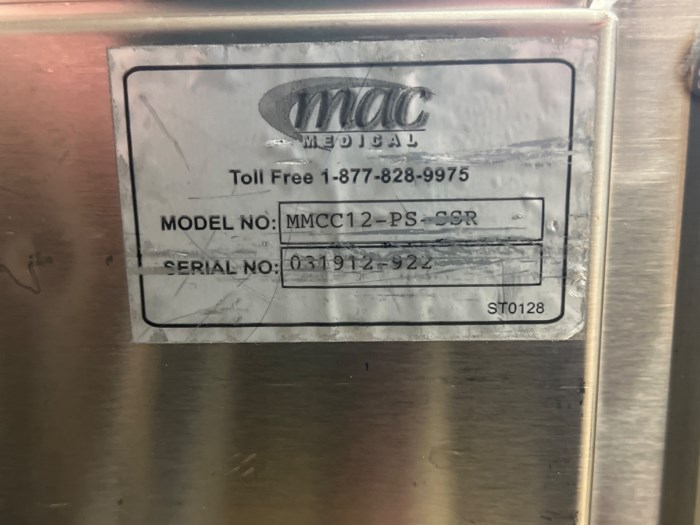 mac
MEDICAL
Toll Free 1-877-828-9975
MODEL NO: MMCC12-PS-SSR
SERIAL NO: 031912-922
ST0128